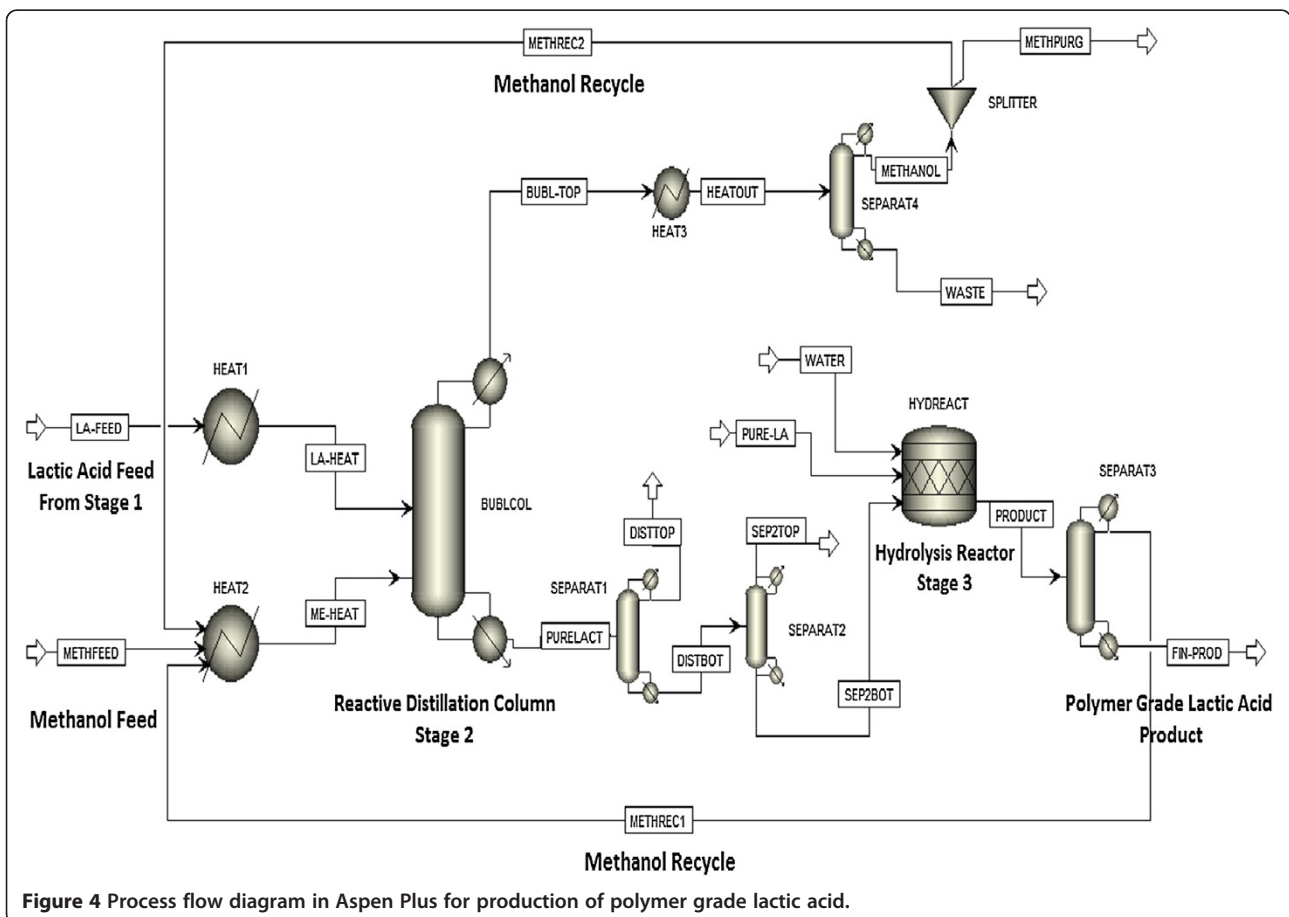 METHREC2
METHPURG
Methanol Recycle
SPLITTER
METHANOL
BUBL-TOP
HEATOUT
SEPARAT4
HEAT3
WASTE
WATER
HEAT1
HYDREACT
LA-FEED
PURE-LA
LA-HEAT
SEPARAT3
Lactic Acid Feed
From Stage 1
BUBLCOL
DISTTOP
SEP2TOP
PRODUCT
Hydrolysis Reactor
Stage 3
HEAT2
SEPARAT1
ME-HEAT
SEPARAT2
PURELACT
METHFEED
DISTBOT
FIN-PROD
SEP2BOT
Methanol Feed
Reactive Distillation Column
Stage 2
Polymer Grade Lactic Acid
Product
METHREC1
Methanol Recycle
Figure 4 Process flow diagram in Aspen Plus for production of polymer grade lactic acid.